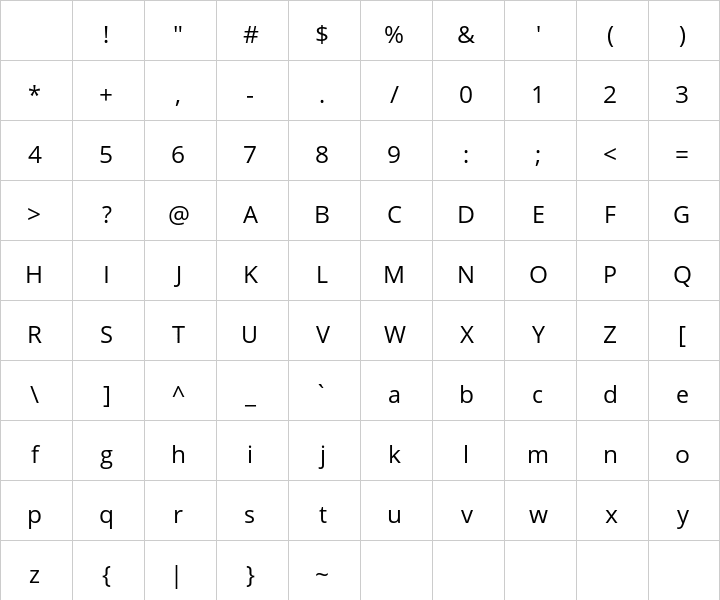 ! " # $ % & ' ( )
* + , - . / 0 1 2 3
4 5 6 7 8 9 : ; < =
> ? @ A B C D E F G
H I J K L M N O P Q
R S T U V W X Y Z [
\ ] ^ _ ` a b c d e
f g h i j k l m n o
p q r s t u v w x y
z { | } ~